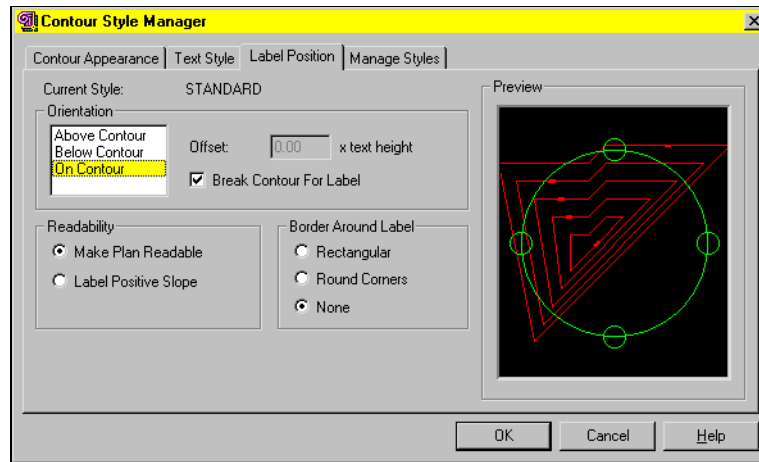 Contour Style Manager
Contour Appearance Text Style Label Position Manage Styles
Current Style: STANDARD
Orientation
Above Contour
Below Contour
On Contour
Offset: 0.00 x text height
Break Contour For Label
Readability
Make Plan Readable
Label Positive Slope
Border Around Label
Rectangular
Round Corners
None
Preview
OK Cancel Help